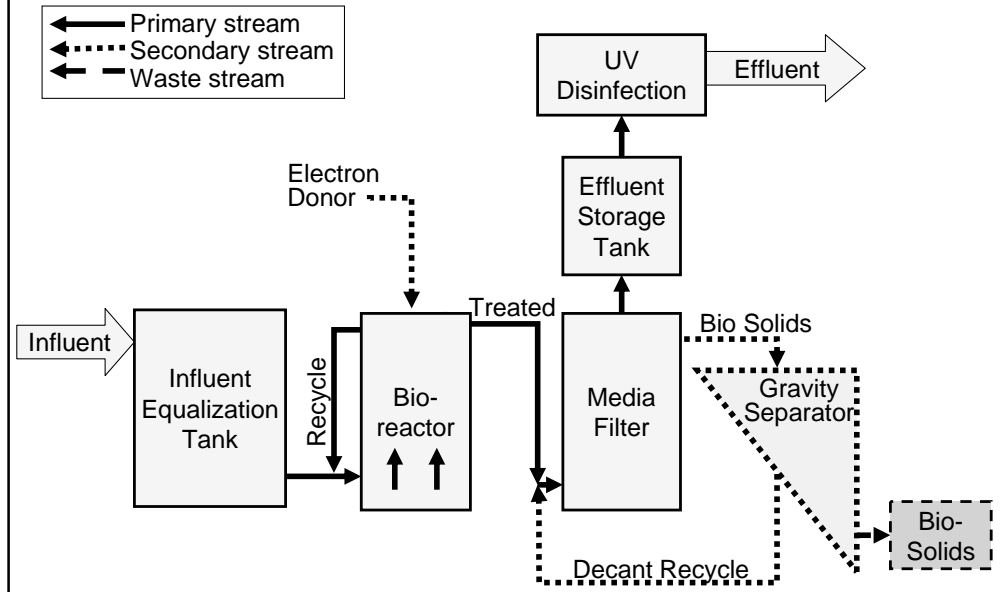 Primary stream
Secondary stream
Waste stream
UV
Disinfection
Effluent
Electron
Donor
Effluent
Storage
Tank
Influent
Influent
Equalization
Tank
Recycle
Bio-
reactor
Treated
Media
Filter
Bio Solids
Gravity
Separator
Decant Recycle
Bio-
Solids